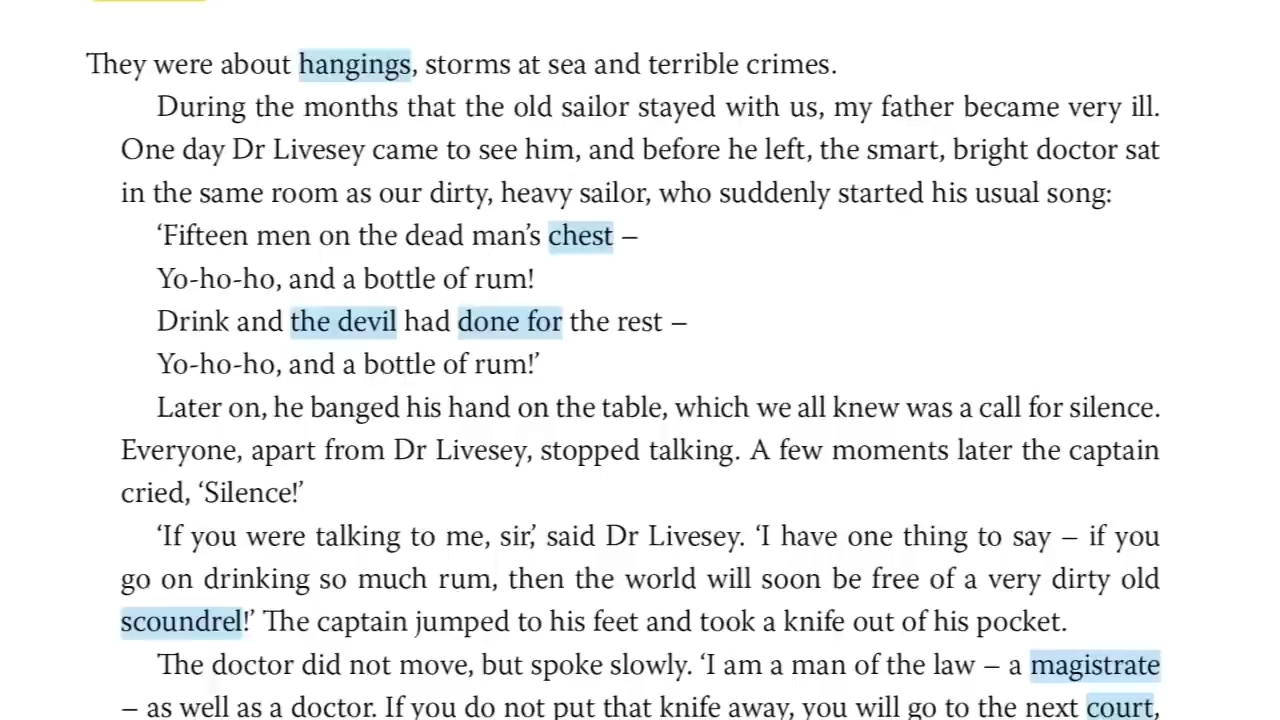 They were about hangings, storms at sea and terrible crimes.
During the months that the old sailor stayed with us, my father became very ill.
One day Dr Livesey came to see him, and before he left, the smart, bright doctor sat
in the same room as our dirty, heavy sailor, who suddenly started his usual song:
‘Fifteen men on the dead man’s chest –
Yo-ho-ho, and a bottle of rum!
Drink and the devil had done for the rest –
Yo-ho-ho, and a bottle of rum!’
Later on, he banged his hand on the table, which we all knew was a call for silence.
Everyone, apart from Dr Livesey, stopped talking. A few moments later the captain
cried, ‘Silence!’
‘If you were talking to me, sir,’ said Dr Livesey. ‘I have one thing to say – if you
go on drinking so much rum, then the world will soon be free of a very dirty old
scoundrel!’ The captain jumped to his feet and took a knife out of his pocket.
The doctor did not move, but spoke slowly. ‘I am a man of the law – a magistrate
– as well as a doctor. If you do not put that knife away, you will go to the next court,